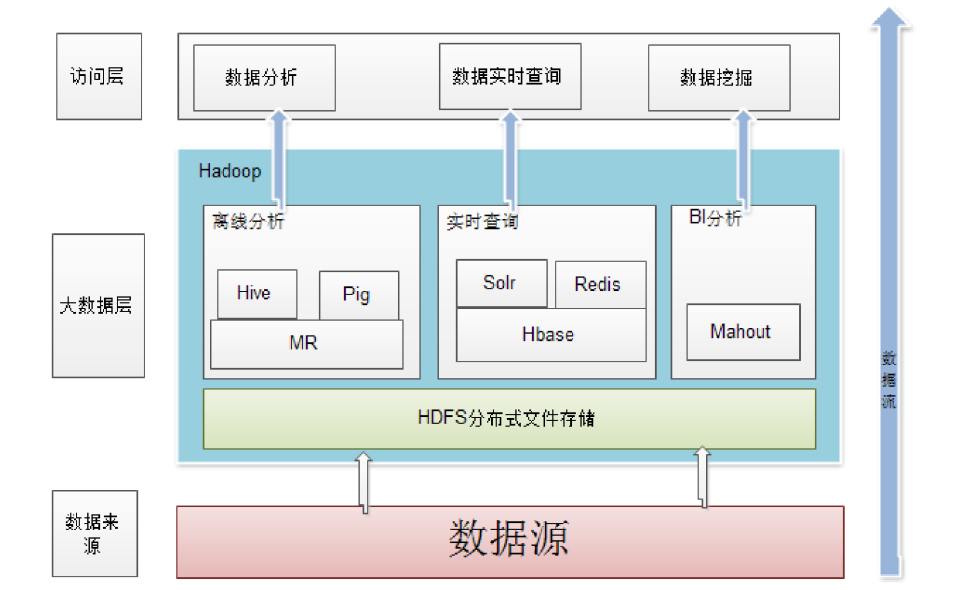 访问层
数据分析
数据实时查询
数据挖掘
Hadoop
离线分析
实时查询
BI分析
Hive
Pig
MR
Solr
Redis
Hbase
Mahout
大数据层
HDFS分布式文件存储
数据来
源
数据源
数
据
流